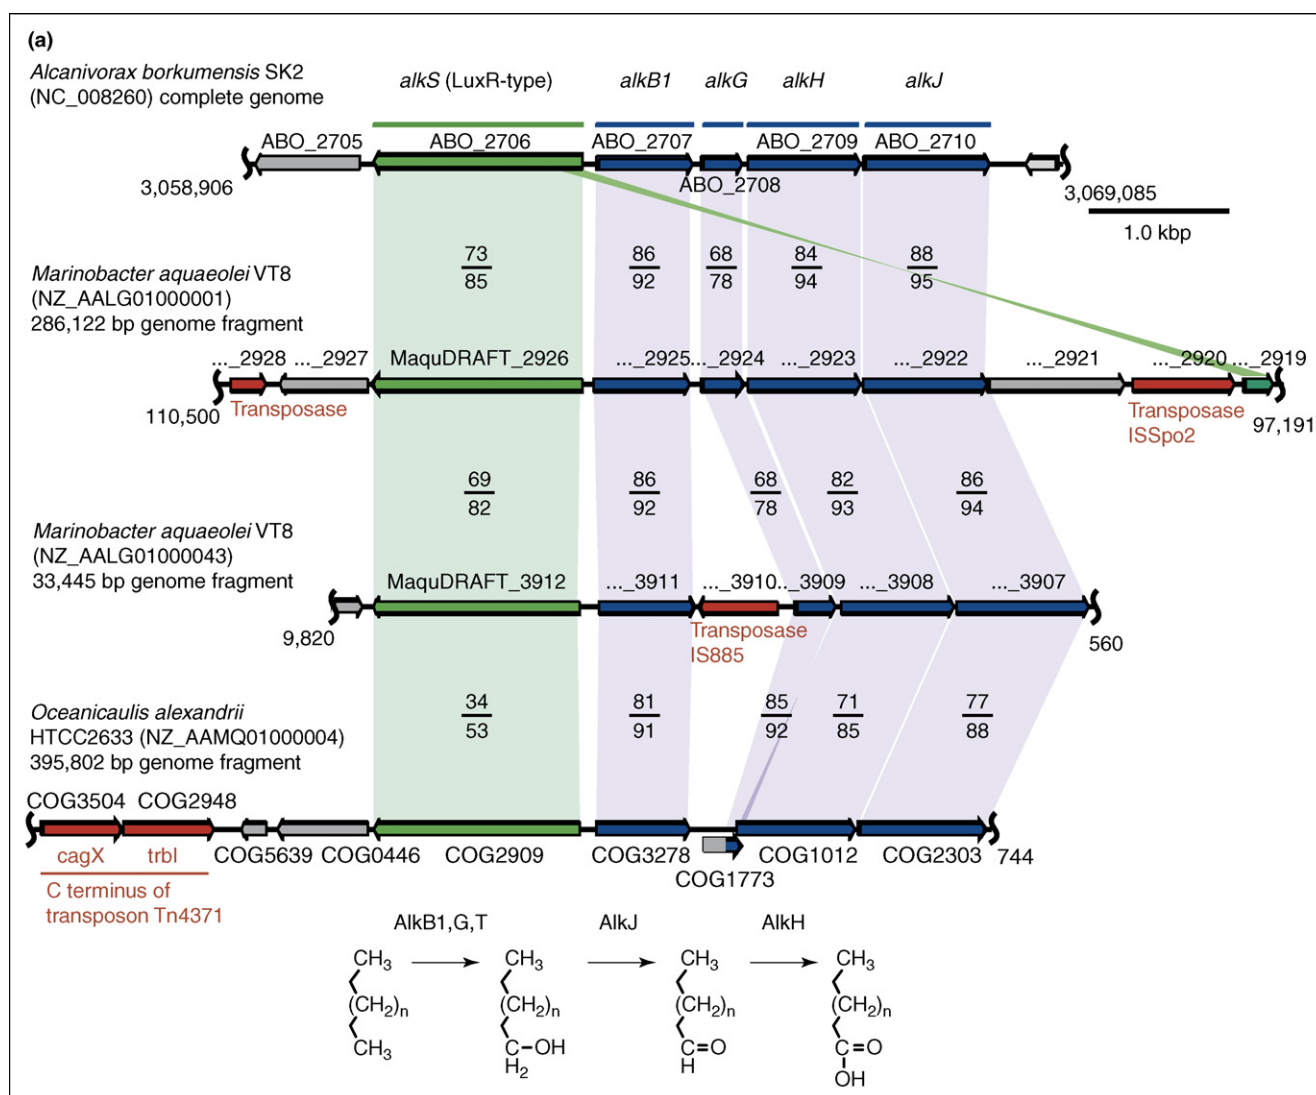 (a)
Alcanivorax borkumensis SK2
(NC_008260) complete genome
alkS (LuxR-type) alkB1 alkG alkH alkJ
ABO_2705 ABO_2706 ABO_2707 ABO_2709 ABO_2710
ABO_2708
3,058,906 3,069,085
1.0 kbp
73 86 68 84 88
85 92 78 94 95
Marinobacter aquaeolei VT8
(NZ_AALG01000001)
286,122 bp genome fragment
..._2928 ..._2927 MaquDRAFT_2926 ..._2925 ..._2924 ..._2923 ..._2922 ..._2921 ..._2920 ..._2919
110,500 Transposase Transposase 97,191
ISSpo2
69 86 68 82 86
82 92 78 93 94
Marinobacter aquaeolei VT8
(NZ_AALG01000043)
33,445 bp genome fragment
MaquDRAFT_3912 ..._3911 ..._3910 ..._3909 ..._3908 ..._3907
9,820 Transposase 560
IS885
34 81 85 71 77
53 91 92 85 88
Oceanicaulis alexandrii
HTCC2633 (NZ_AAMQ01000004)
395,802 bp genome fragment
COG3504 COG2948
cagX trbl COG5639 COG0446 COG2909 COG3278 COG1012 COG2303 744
COG1773
C terminus of
transposon Tn4371
AlkB1,G,T AlkJ AlkH
CH3 CH3 CH3 CH3
(CH2)n (CH2)n (CH2)n (CH2)n
CH3 C-OH C=O C=O
H2 H OH